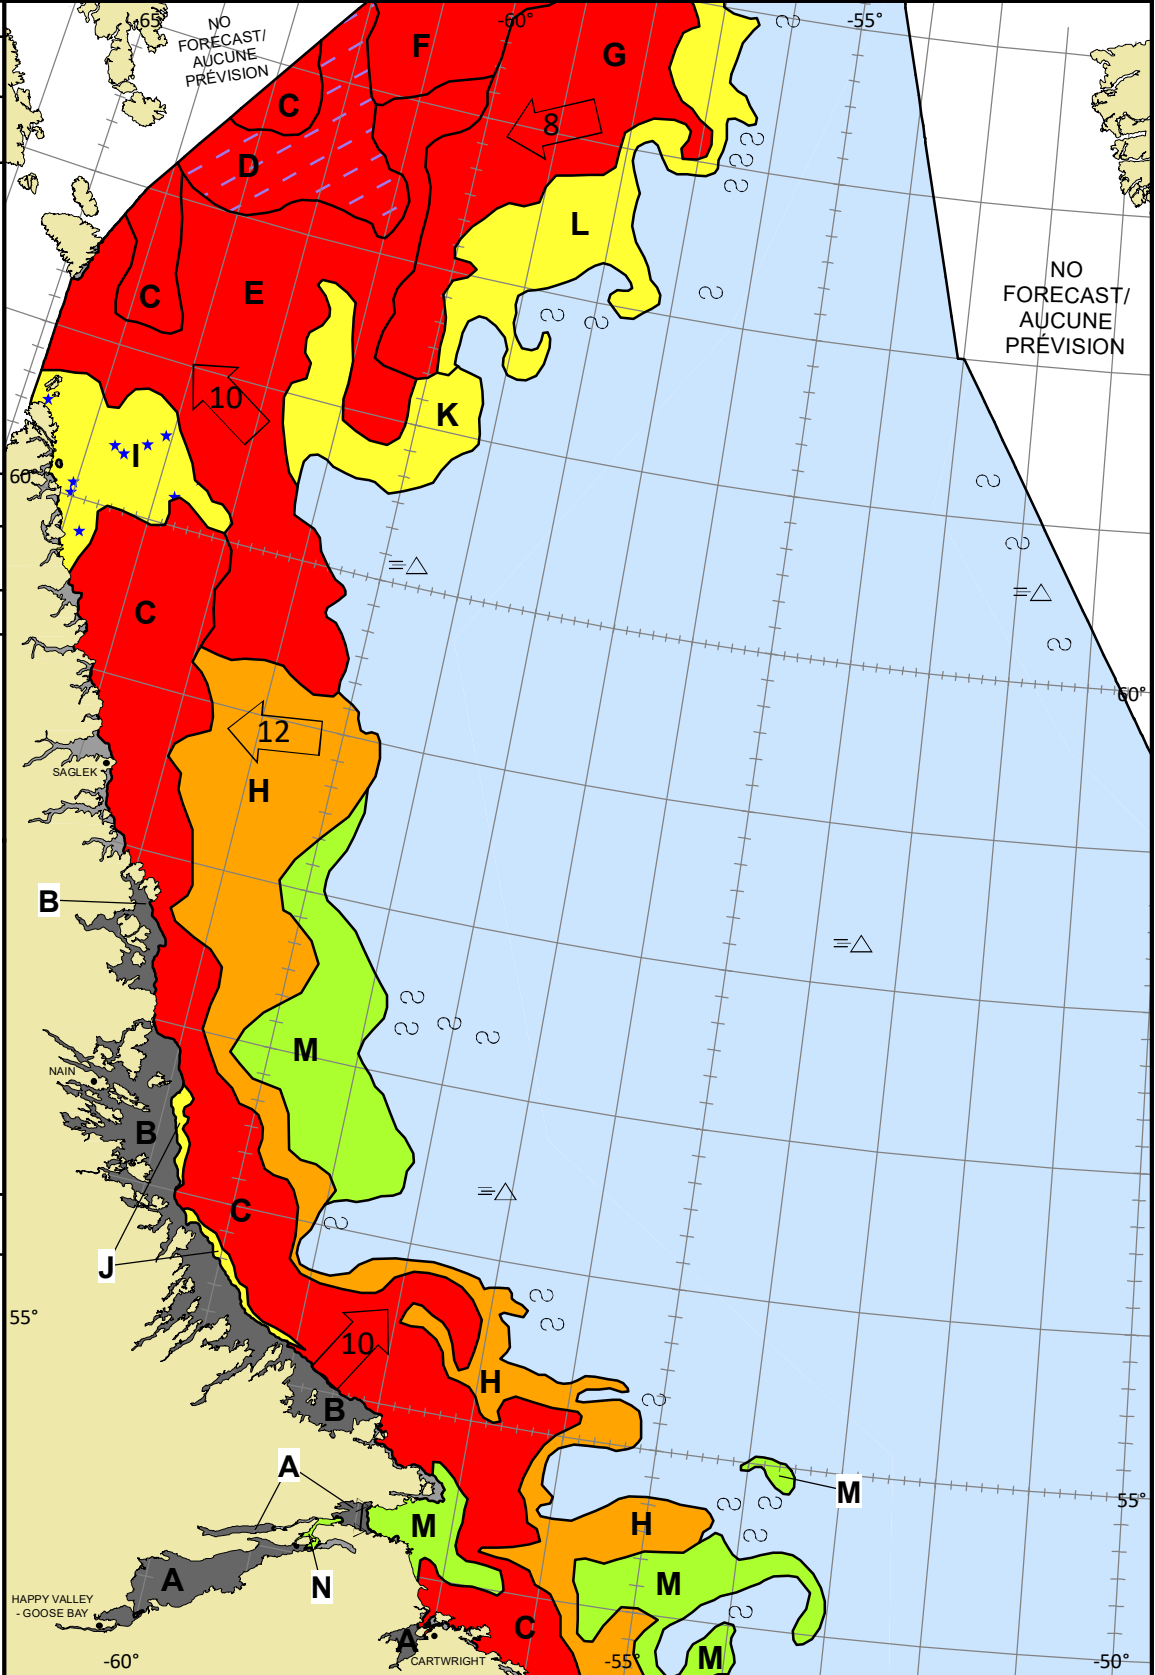 -65°
NO
FORECAST/
AUCUNE
PRÉVISION
-60°
-55°
F
G
C
8
D
L
C
E
NO
FORECAST/
AUCUNE
PRÉVISION
10
K
I
60°
C
60°
12
SAGLEK
H
B
M
NAIN
B
C
J
55°
10
H
B
A
M
55°
M
H
A
N
M
HAPPY VALLEY
- GOOSE BAY
C
A
M
CARTWRIGHT
-60°
-55°
-50°